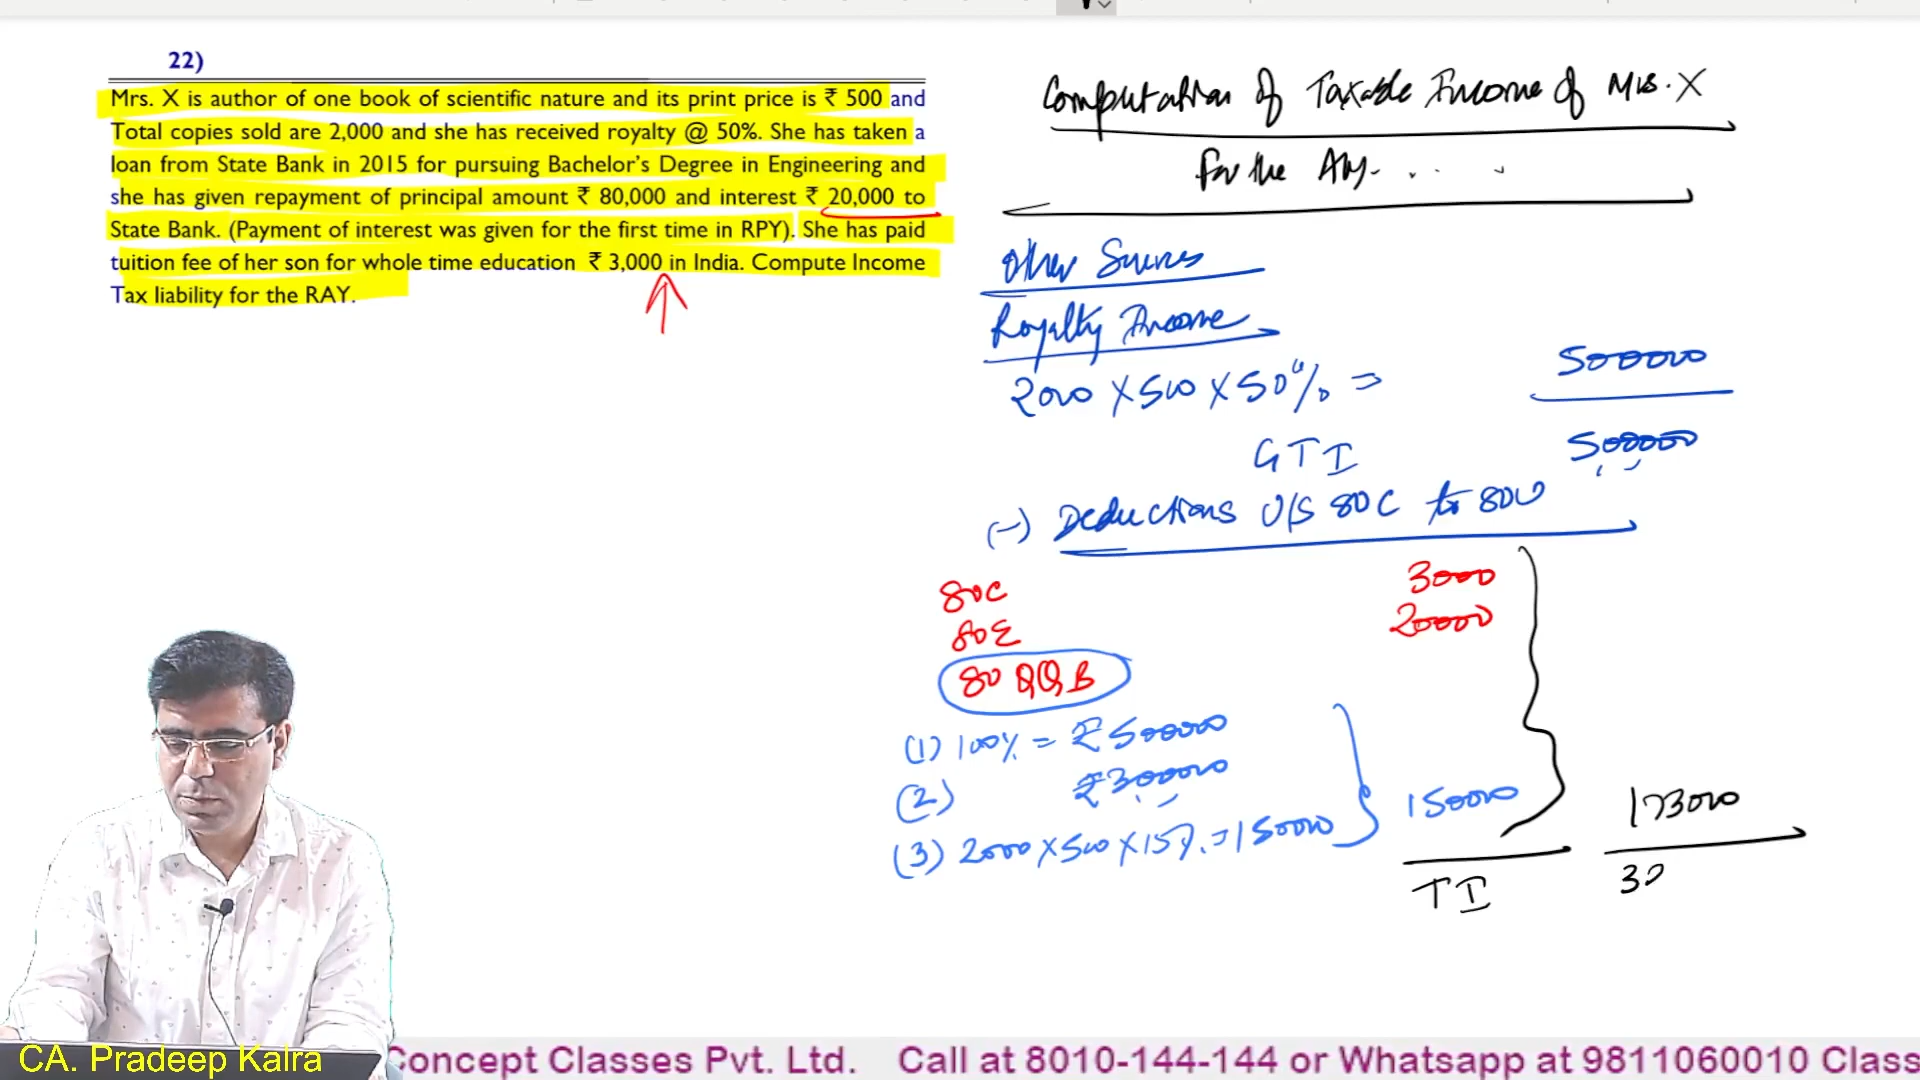 22)
Mrs. X is author of one book of scientific nature and its print price is ₹ 500 and
Total copies sold are 2,000 and she has received royalty @ 50%. She has taken a
loan from State Bank in 2015 for pursuing Bachelor's Degree in Engineering and
she has given repayment of principal amount ₹ 80,000 and interest ₹ 20,000 to
State Bank. (Payment of interest was given for the first time in RPY). She has paid
tuition fee of her son for whole time education ₹ 3,000 in India. Compute Income
Tax liability for the RAY.
Computation of Taxable Income of Mrs. X
for the AY. . . .
Other Sources
Royalty Income
2000 X 500 X 50% = 500000
GTI 500000
(-) Deductions U/S 80C to 80U
80C 3000
80E 20000
80 QQB
(1) 100% = ₹ 500000
(2) ₹ 300000
(3) 2000 X 500 X 15% = 150000 150000 173000
TI 32
CA. Pradeep Kalra
Concept Classes Pvt. Ltd. Call at 8010-144-144 or Whatsapp at 9811060010 Class